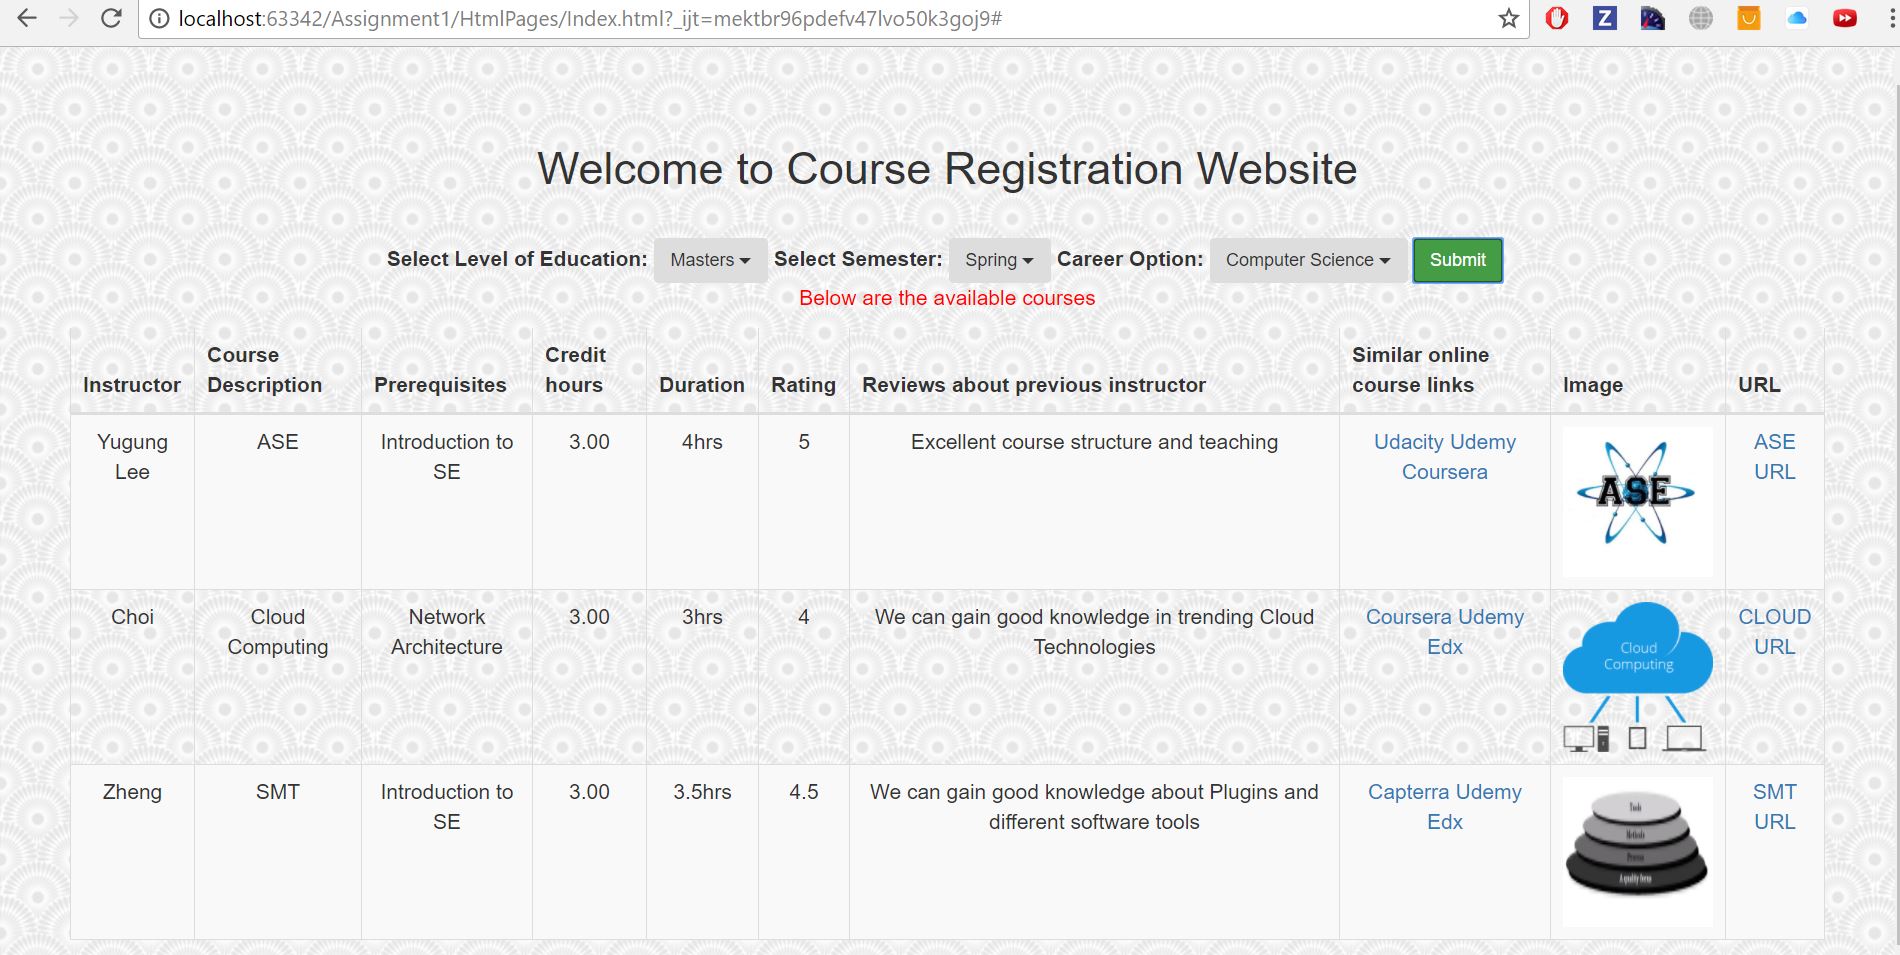 localhost:63342/Assignment1/HtmlPages/Index.html?_ijt=mektbr96pdefv47lvo50k3goj9#
Z
Welcome to Course Registration Website
Select Level of Education: Masters Select Semester: Spring Career Option: Computer Science Submit
Below are the available courses
Instructor
Course
Description
Prerequisites
Credit
hours
Duration
Rating
Reviews about previous instructor
Similar online
course links
Image
URL
Yugung
Lee
ASE
Introduction to
SE
3.00
4hrs
5
Excellent course structure and teaching
Udacity Udemy
Coursera
ASE
ASE
URL
Choi
Cloud
Computing
Network
Architecture
3.00
3hrs
4
We can gain good knowledge in trending Cloud
Technologies
Coursera Udemy
Edx
Cloud
Computing
CLOUD
URL
Zheng
SMT
Introduction to
SE
3.00
3.5hrs
4.5
We can gain good knowledge about Plugins and
different software tools
Capterra Udemy
Edx
Tools
Methods
Process
A quality focus
SMT
URL